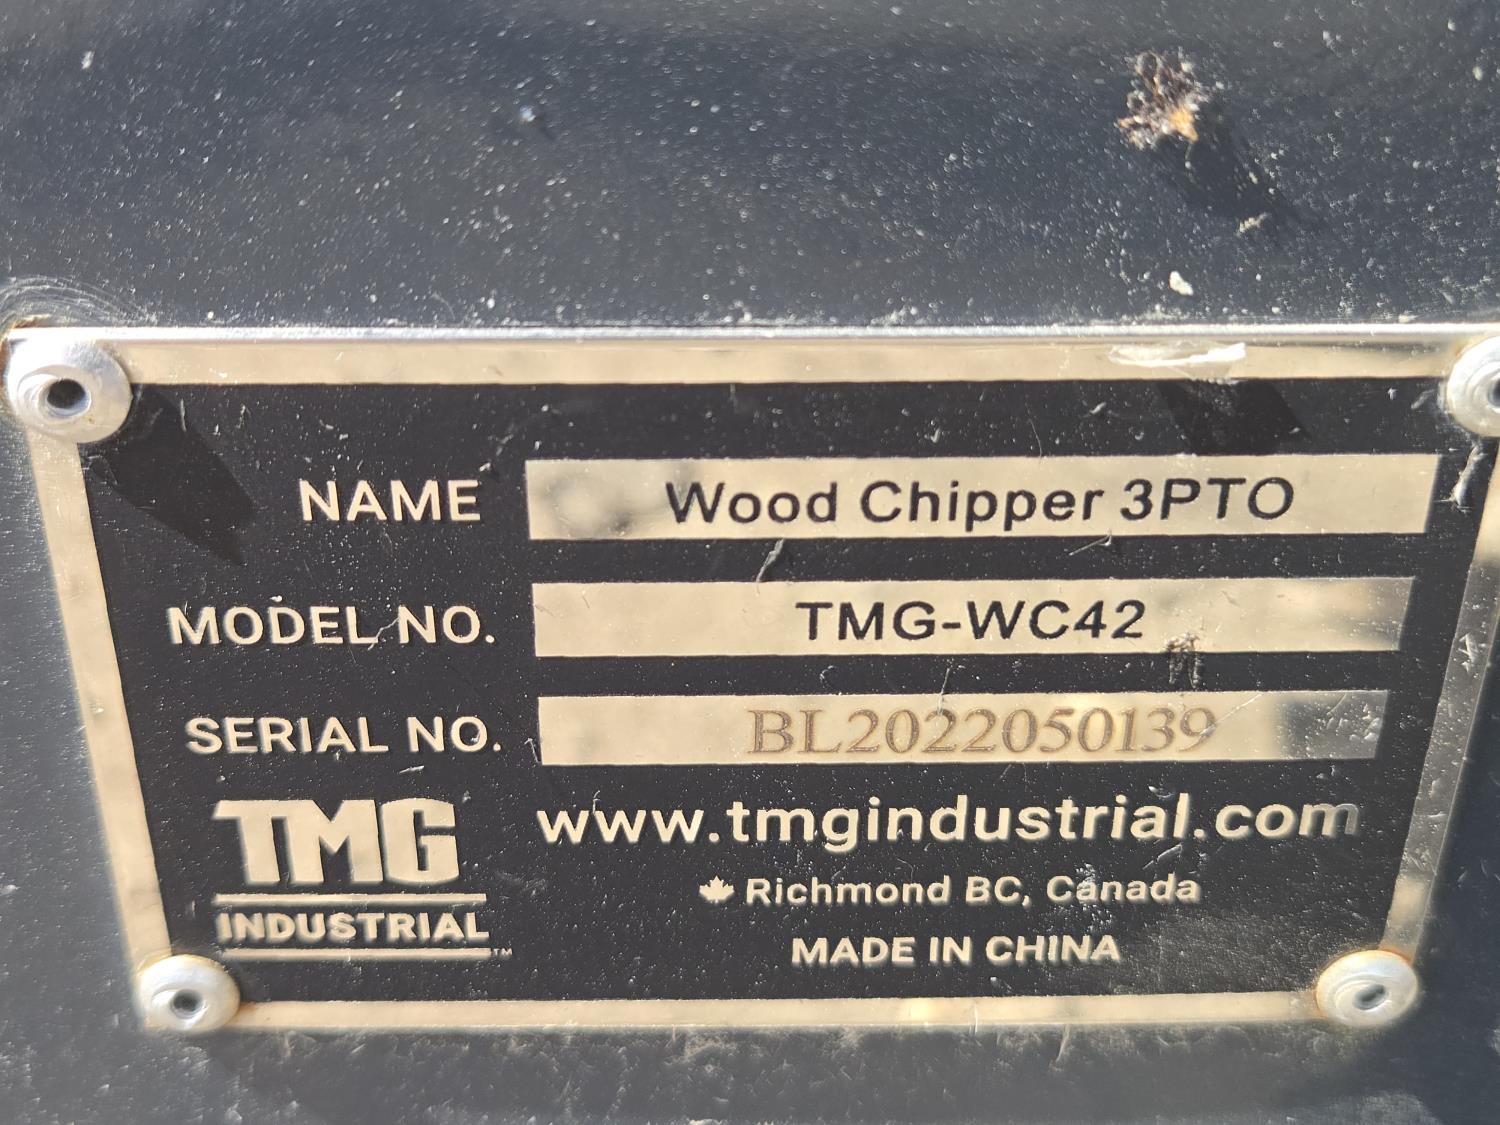 NAME Wood Chipper 3PTO
MODEL NO. TMG-WC42
SERIAL NO. BL2022050139
TMG
INDUSTRIAL™
www.tmgindustrial.com
Richmond BC, Canada
MADE IN CHINA